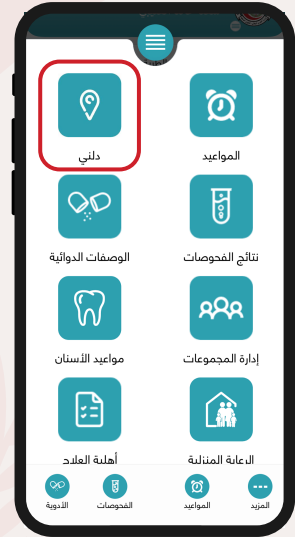 المواعيد
دلني
نتائج الفحوصات
الوصفات الدوائية
إدارة المجموعات
مواعيد الأسنان
الرعاية المنزلية
أهلية العلاج
المزيد
المواعيد
الفحوصات
الأدوية